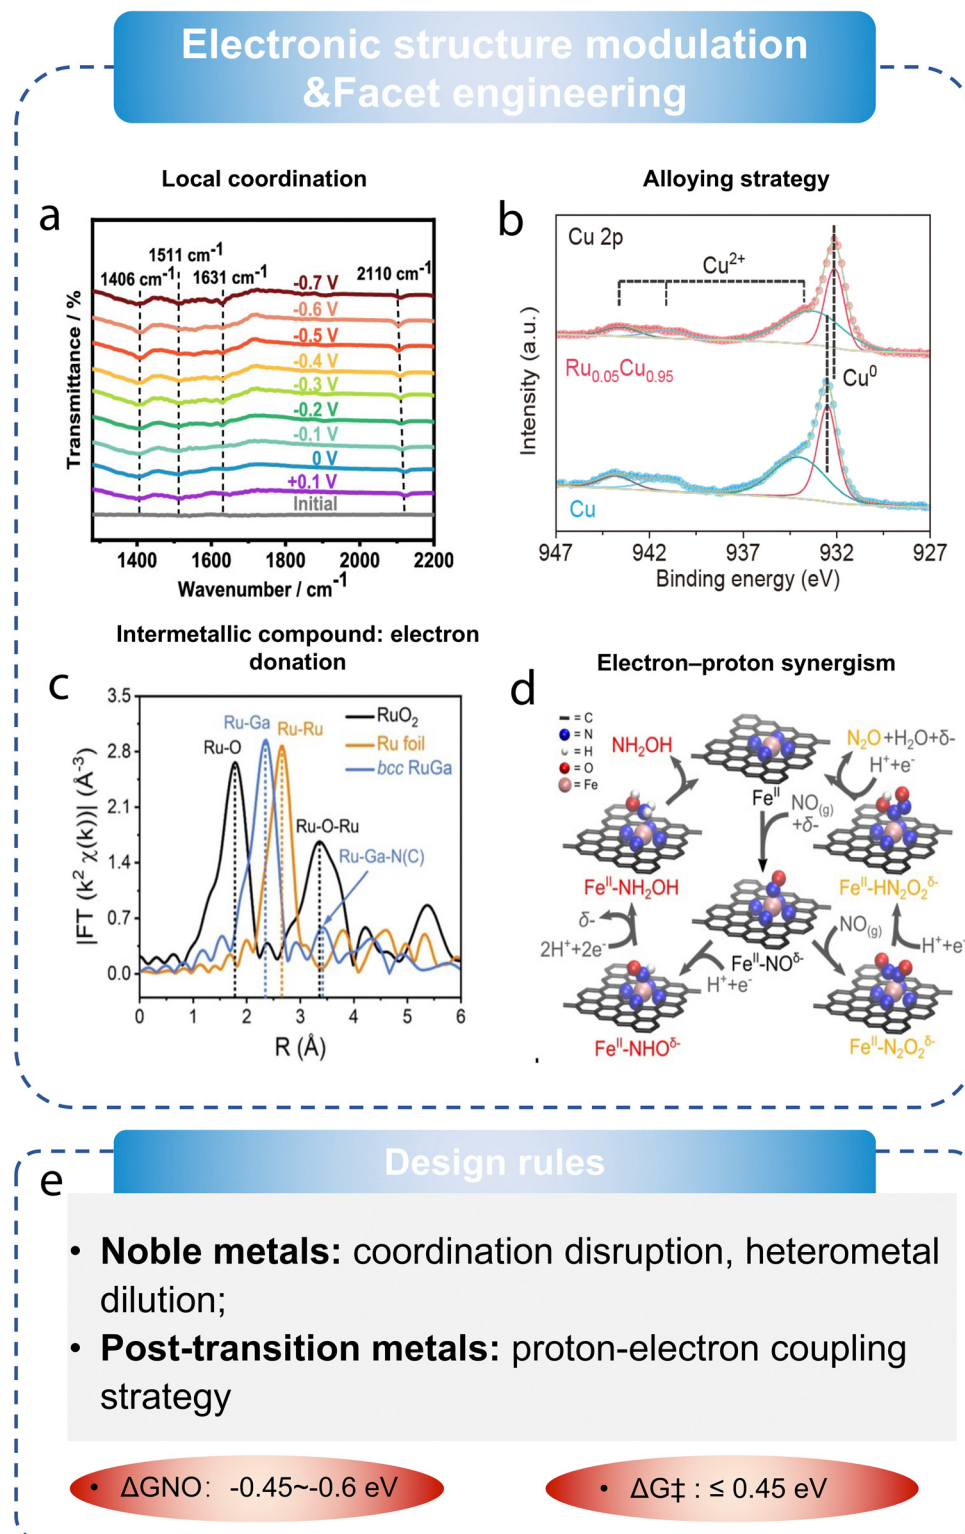 Electronic structure modulation
&Facet engineering
Local coordination
a
1406 cm-1
1511 cm-1
1631 cm-1
2110 cm-1
-0.7 V
-0.6 V
-0.5 V
-0.4 V
-0.3 V
-0.2 V
-0.1 V
0 V
+0.1 V
Initial
Transmittance / %
1400 1600 1800 2000 2200
Wavenumber / cm-1
Alloying strategy
b
Cu 2p
Cu2+
Ru0.05Cu0.95
Cu0
Cu
Intensity (a.u.)
947 942 937 932 927
Binding energy (eV)
Intermetallic compound: electron
donation
c
3.5
2.8
2.1
1.4
0.7
0.0
|FT (k2 χ(k))| (Å-3)
Ru-Ga
Ru-O
Ru-Ru
RuO2
Ru foil
bcc RuGa
Ru-O-Ru
Ru-Ga-N(C)
0 1 2 3 4 5 6
R (Å)
Electron–proton synergism
d
= C
= N
= H
= O
= Fe
NH2OH
FeII
N2O+H2O+δ-
H++e-
NO(g)
+δ-
FeII-NH2OH
FeII-HN2O2δ-
δ-
2H++2e-
FeII-NOδ-
NO(g)
H++e-
H++e-
FeII-NHOδ-
FeII-N2O2δ-
Design rules
e
• Noble metals: coordination disruption, heterometal
dilution;
• Post-transition metals: proton-electron coupling
strategy
• ΔGNO: -0.45~-0.6 eV
• ΔG‡ : ≤ 0.45 eV